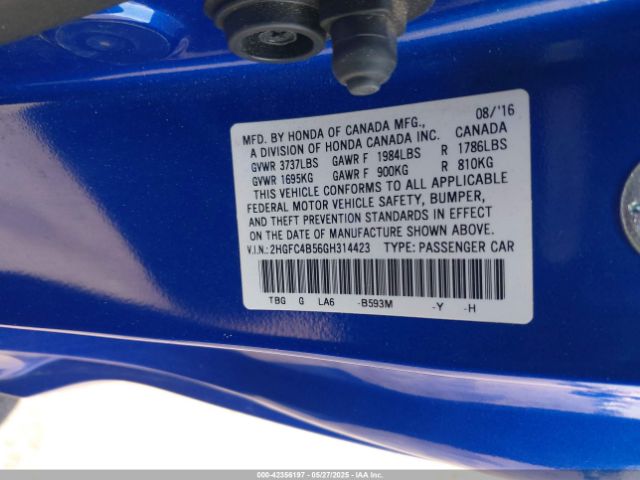 08/'16
MFD. BY HONDA OF CANADA MFG., CANADA
A DIVISION OF HONDA CANADA INC.
GVWR 3737LBS GAWR F 1984LBS R 1786LBS
GVWR 1695KG GAWR F 900KG R 810KG
THIS VEHICLE CONFORMS TO ALL APPLICABLE
FEDERAL MOTOR VEHICLE SAFETY, BUMPER,
AND THEFT PREVENTION STANDARDS IN EFFECT
ON THE DATE OF MANUFACTURE SHOWN ABOVE.
V.I.N.: 2HGFC4B56GH314423 TYPE: PASSENGER CAR
TBG G LA6 -B593M -Y -H
000-42356197 - 05/27/2025 - IAA Inc.